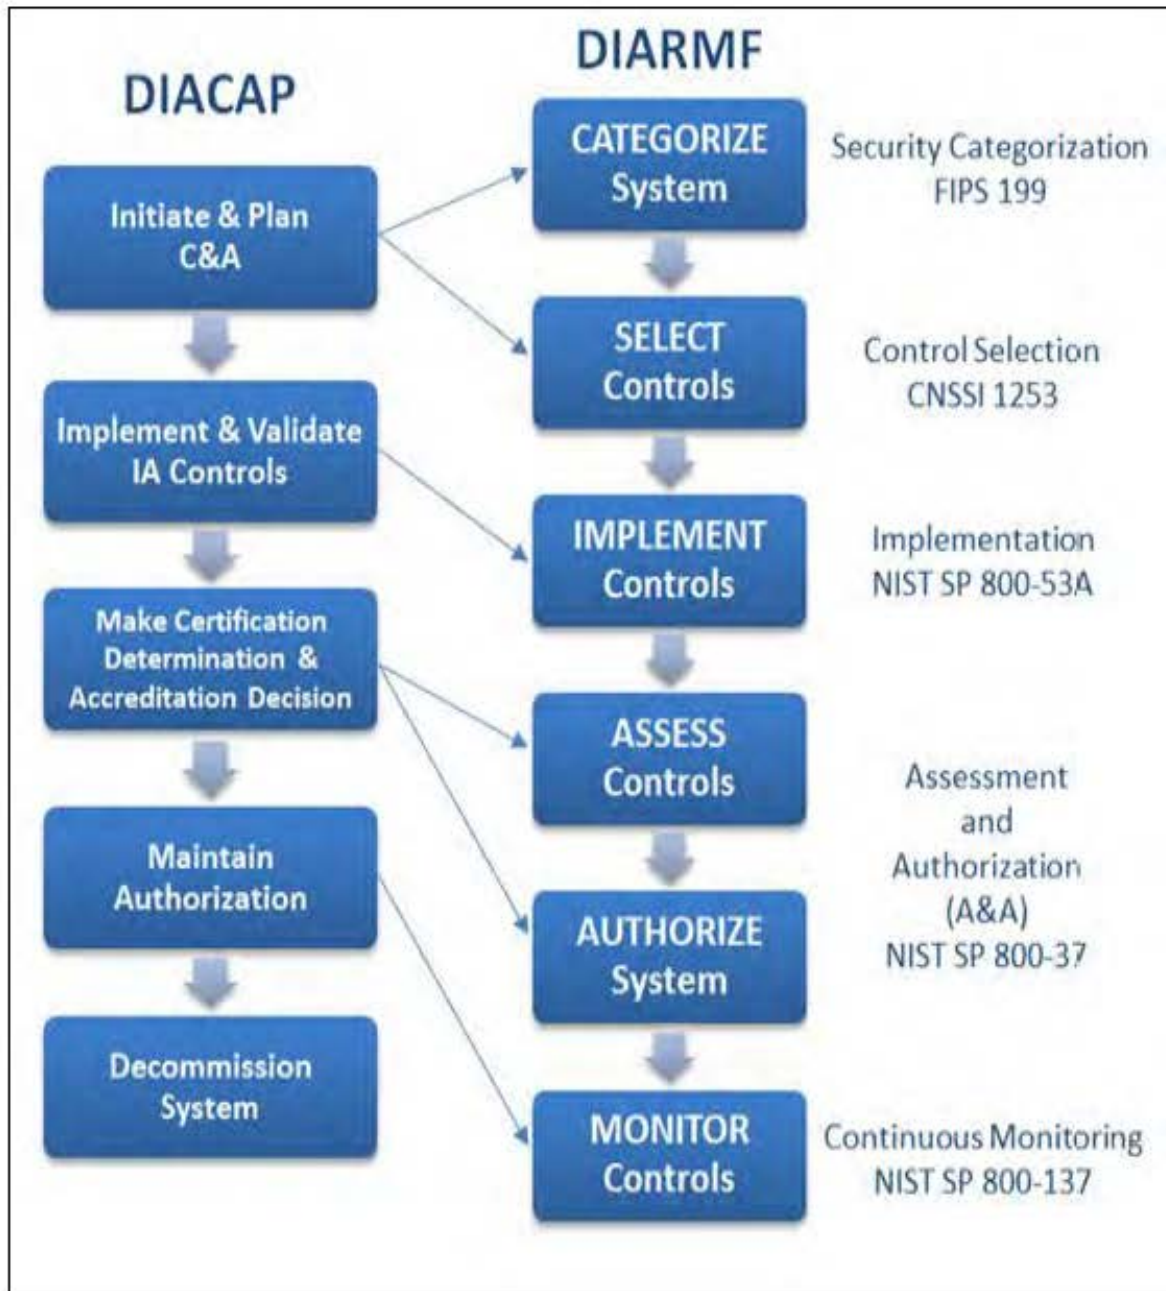 DIACAP
Initiate & Plan
C&A
Implement & Validate
IA Controls
Make Certification
Determination &
Accreditation Decision
Maintain
Authorization
Decommission
System
DIARMF
CATEGORIZE
System
SELECT
Controls
IMPLEMENT
Controls
ASSESS
Controls
AUTHORIZE
System
MONITOR
Controls
Security Categorization
FIPS 199
Control Selection
CNSSI 1253
Implementation
NIST SP 800-53A
Assessment
and
Authorization
(A&A)
NIST SP 800-37
Continuous Monitoring
NIST SP 800-137